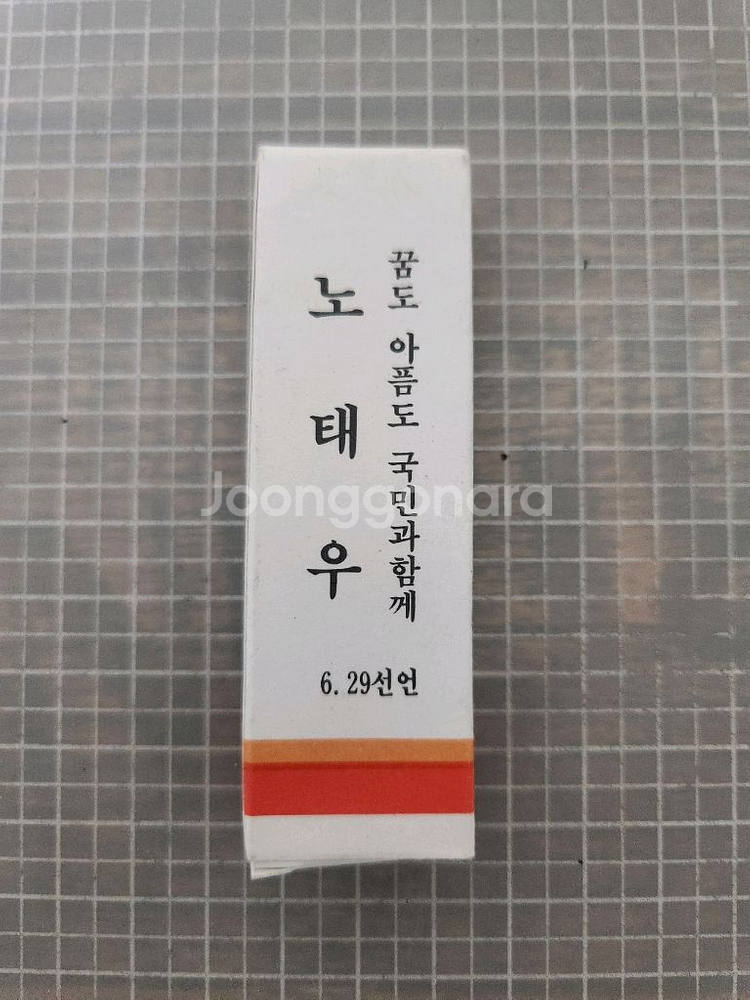 꿈도 아픔도 국민과함께
노태우
6.29선언
Joonggonara